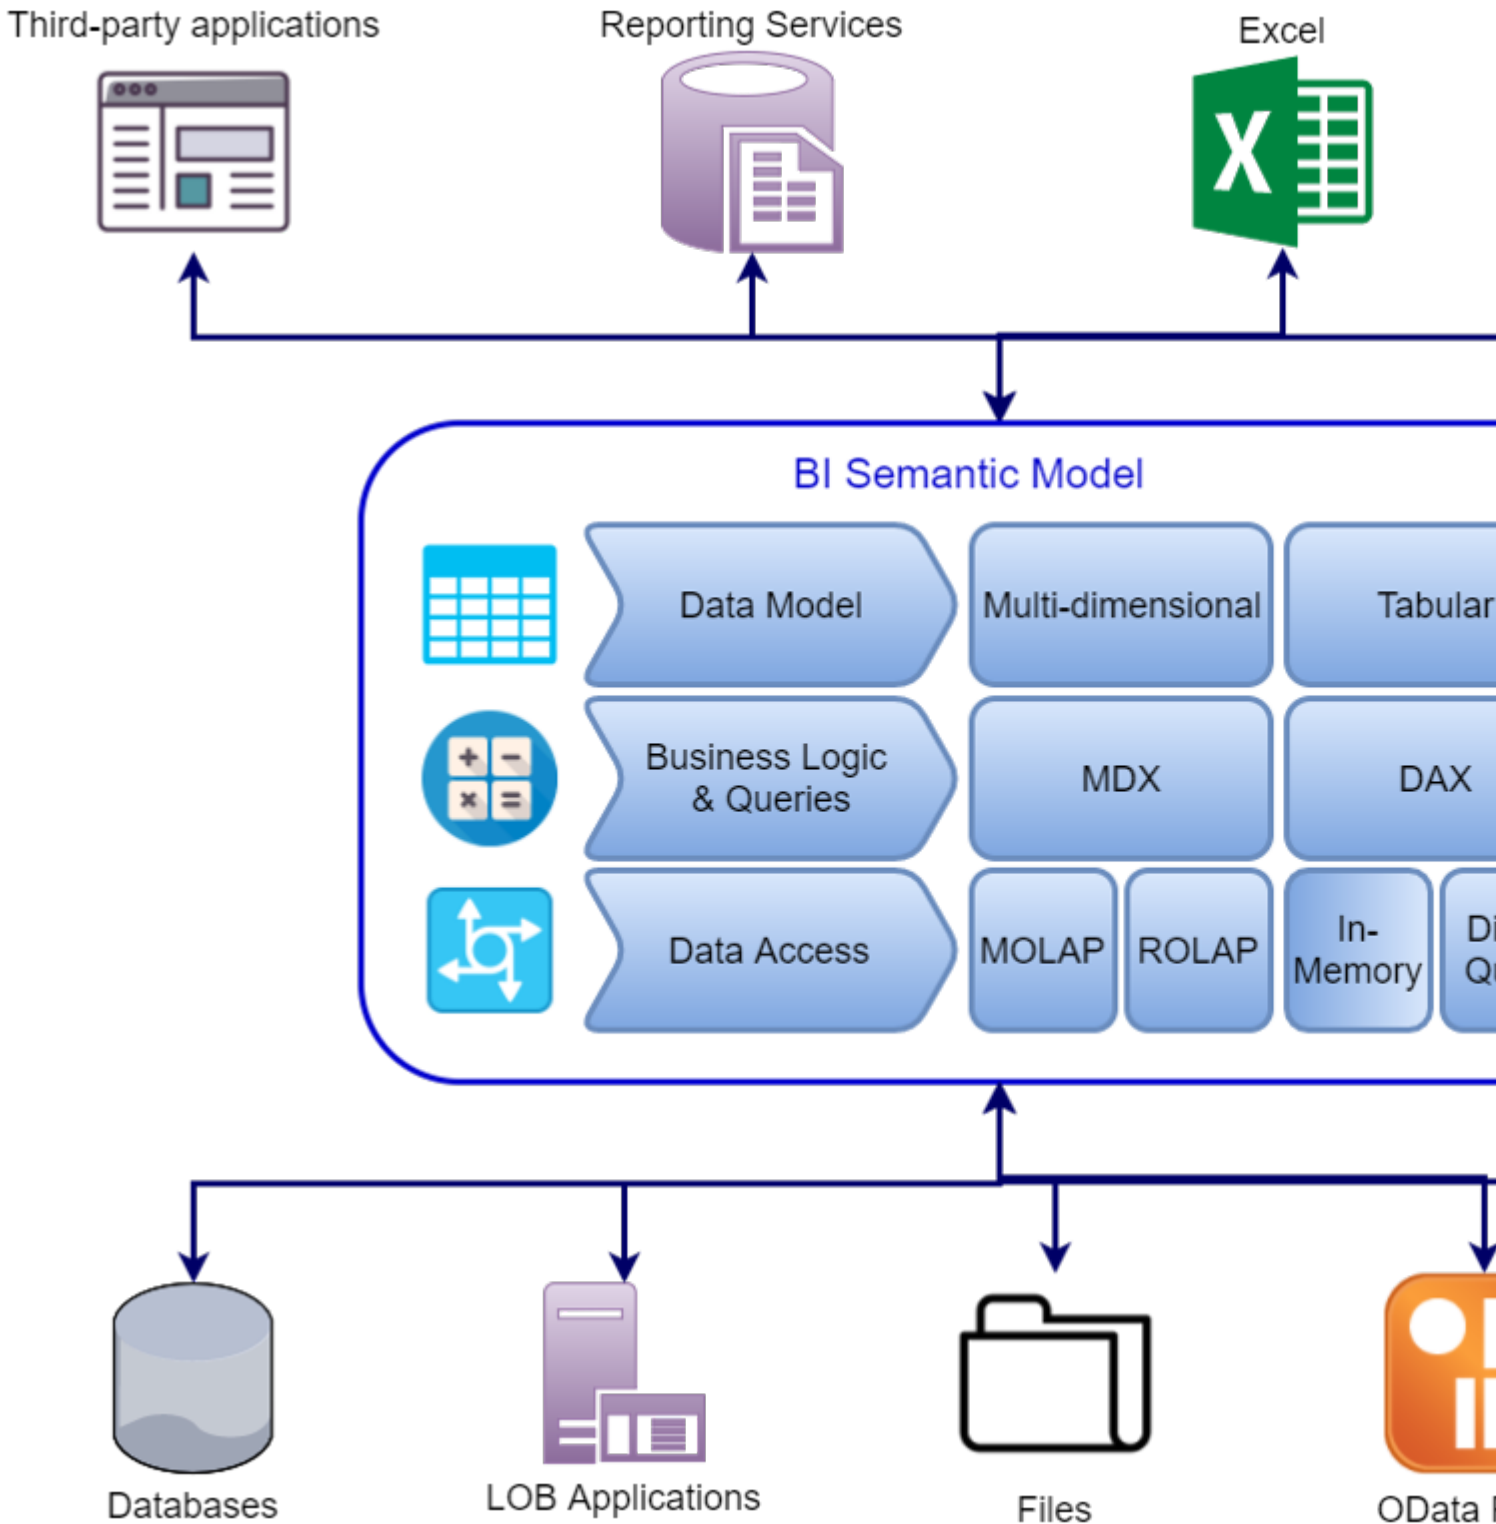 Third-party applications
Reporting Services
Excel
BI Semantic Model
Data Model
Multi-dimensional
Tabular
Business Logic
& Queries
MDX
DAX
Data Access
MOLAP
ROLAP
In-
Memory
Databases
LOB Applications
Files
OData